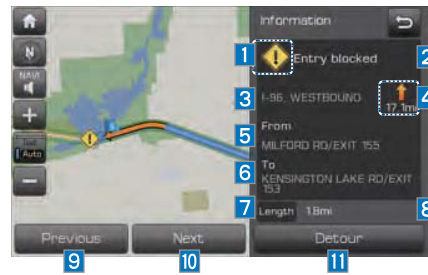 Information
1
Entry blocked
2
N
NAVI
3
I-96, WESTBOUND
4
17.1mi
+
5
From
MILFORD RD/EXIT 155
Auto
6
To
KENSINGTON LAKE RD/EXIT
153
7
Length 1.8mi
8
Previous
Next
Detour
9
10
11